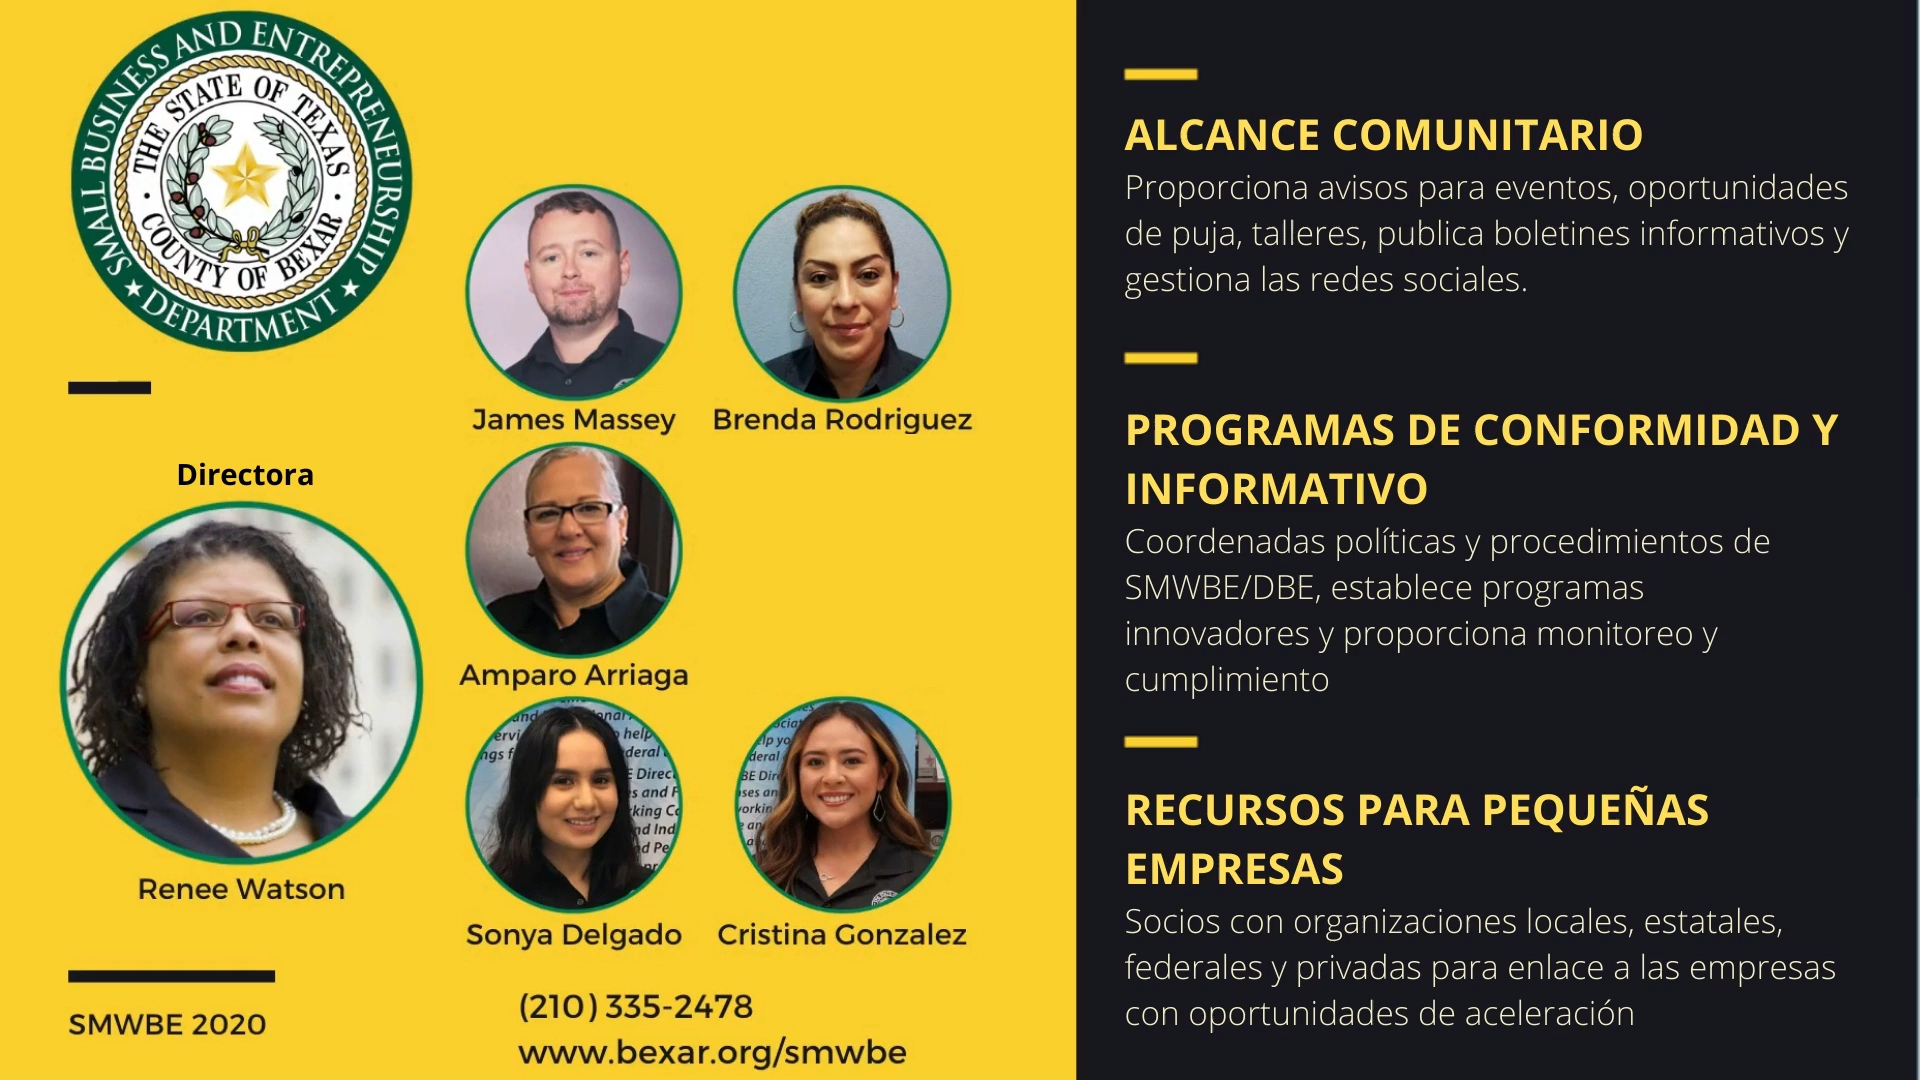 SMALL BUSINESS AND ENTREPRENEURSHIP
★ DEPARTMENT ★
THE STATE OF TEXAS
· COUNTY OF BEXAR ·
James Massey
Brenda Rodriguez
Directora
Amparo Arriaga
Renee Watson
Sonya Delgado
Cristina Gonzalez
SMWBE 2020
(210) 335-2478
www.bexar.org/smwbe
ALCANCE COMUNITARIO
Proporciona avisos para eventos, oportunidades
de puja, talleres, publica boletines informativos y
gestiona las redes sociales.
PROGRAMAS DE CONFORMIDAD Y
INFORMATIVO
Coordenadas políticas y procedimientos de
SMWBE/DBE, establece programas
innovadores y proporciona monitoreo y
cumplimiento
RECURSOS PARA PEQUEÑAS
EMPRESAS
Socios con organizaciones locales, estatales,
federales y privadas para enlace a las empresas
con oportunidades de aceleración